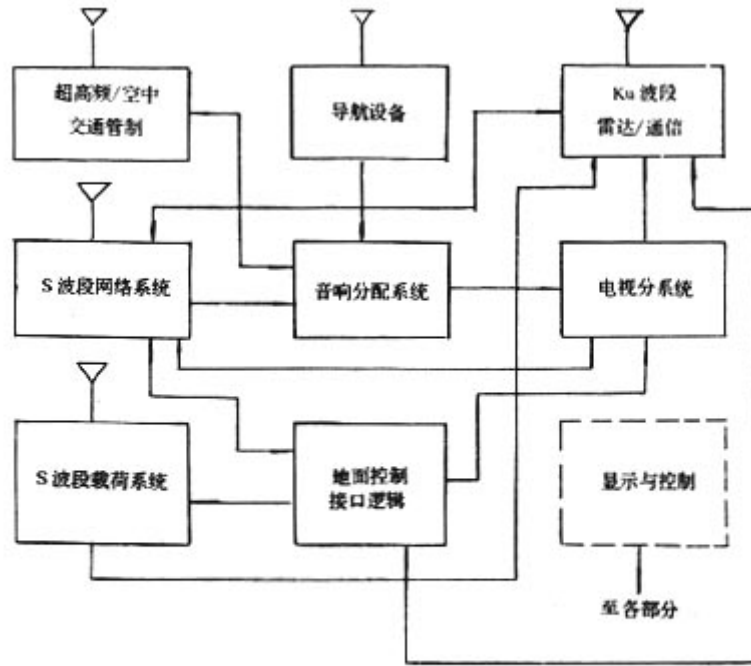 超高频/空中
交通管制
导航设备
Ku 波段
雷达/通信
S 波段网络系统
音响分配系统
电视分系统
S 波段载荷系统
地面控制
接口逻辑
显示与控制
至各部分